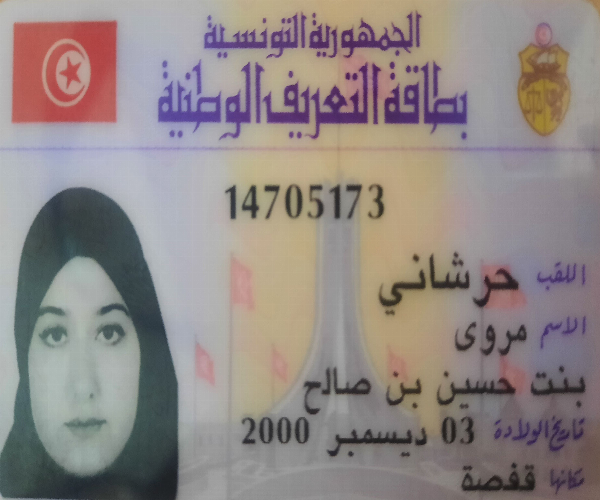 الجمهورية التونسية
بطاقة التعريف الوطنية
14705173
اللقب حرشاني
الاسم مروى
بنت حسين بن صالح
تاريخ الولادة 03 ديسمبر 2000
مكانها قفصة